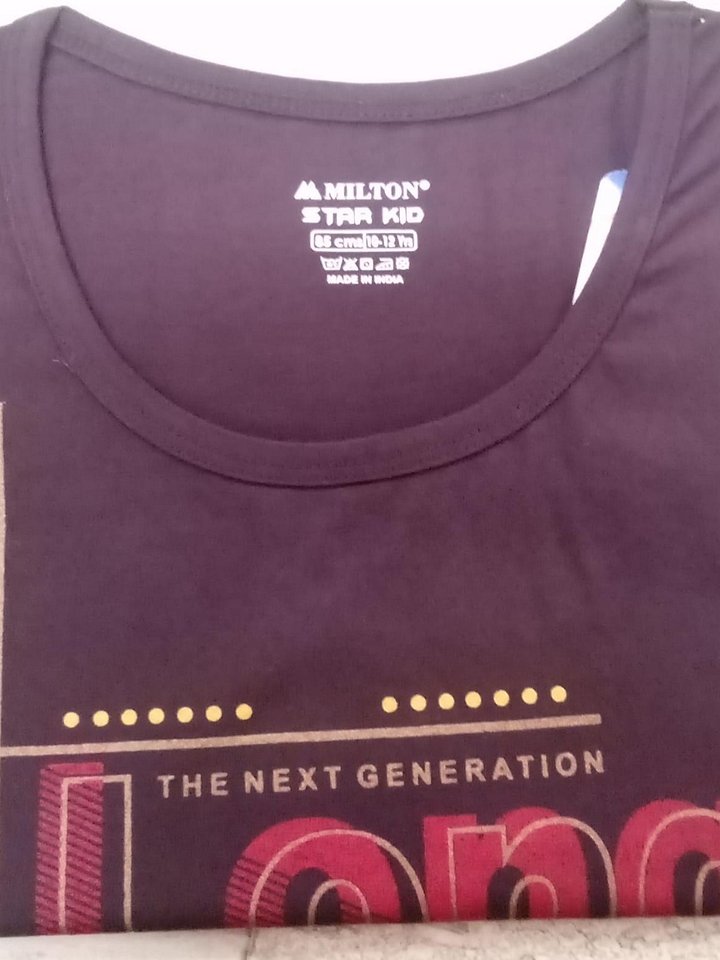 MILTON®
STAR KID
85 cms 10-12 Yrs
MADE IN INDIA
THE NEXT GENERATION